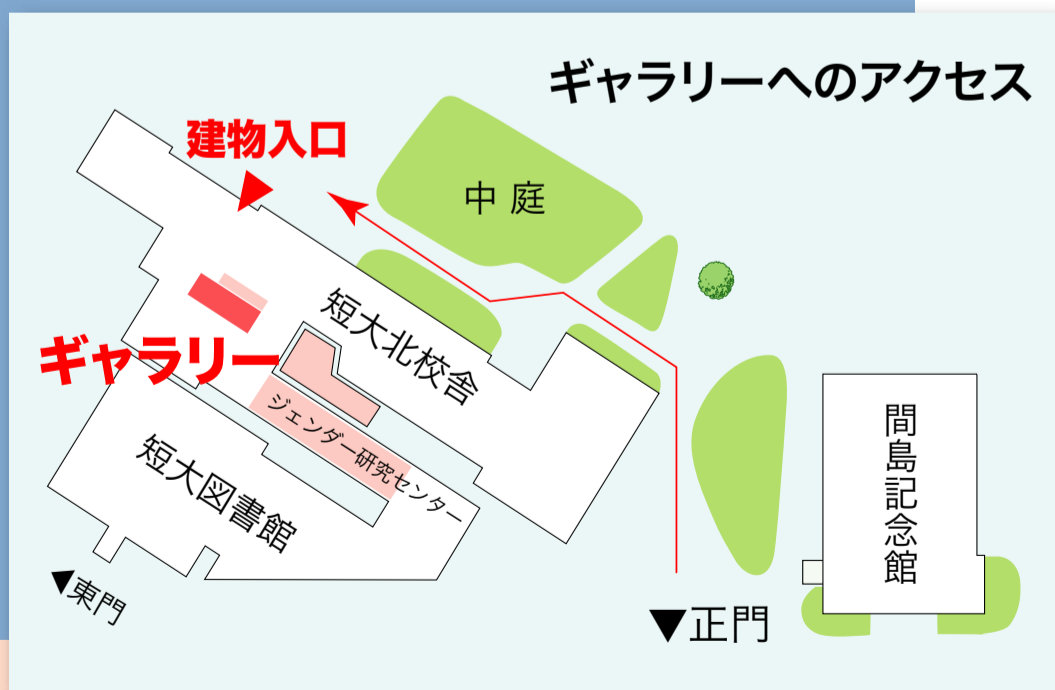 ギャラリーへのアクセス
建物入口
中庭
短大北校舎
ギャラリー
ジェンダー研究センター
短大図書館
間島記念館
▼東門
▼正門